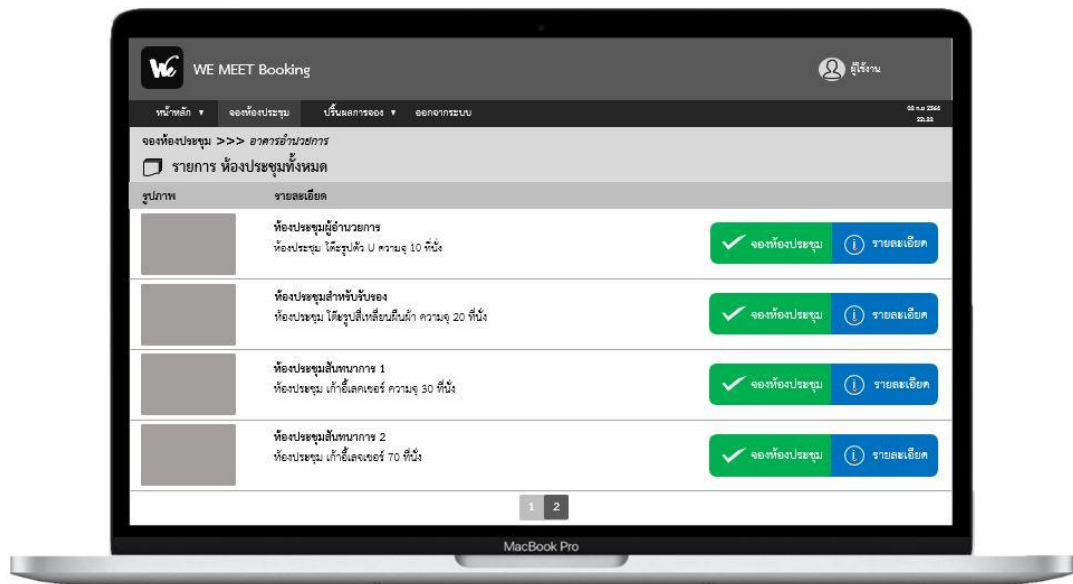 We WE MEET Booking ผู้ใช้งาน
หน้าหลัก ▼ จองห้องประชุม ปริ้นผลการจอง ▼ ออกจากระบบ
จองห้องประชุม >>> อาคารอำนวยการ
รายการ ห้องประชุมทั้งหมด
รูปภาพ รายละเอียด
ห้องประชุมผู้อำนวยการ
ห้องประชุม โต๊ะรูปตัว U ความจุ 10 ที่นั่ง
จองห้องประชุม รายละเอียด
ห้องประชุมสำหรับรับรอง
ห้องประชุม โต๊ะรูปสี่เหลี่ยนผืนผ้า ความจุ 20 ที่นั่ง
จองห้องประชุม รายละเอียด
ห้องประชุมสันทนาการ 1
ห้องประชุม เก้าอี้เลคเชอร์ ความจุ 30 ที่นั่ง
จองห้องประชุม รายละเอียด
ห้องประชุมสันทนาการ 2
ห้องประชุม เก้าอี้เลจเชอร์ 70 ที่นั่ง
จองห้องประชุม รายละเอียด
1 2
MacBook Pro